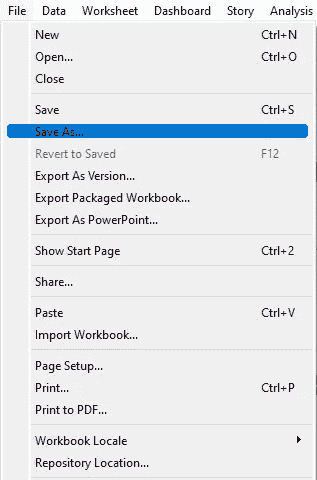 File Data Worksheet Dashboard Story Analysis
New Ctrl+N
Open... Ctrl+O
Close
Save Ctrl+S
Save As...
Revert to Saved F12
Export As Version...
Export Packaged Workbook...
Export As PowerPoint...
Show Start Page Ctrl+2
Share...
Paste Ctrl+V
Import Workbook...
Page Setup...
Print... Ctrl+P
Print to PDF...
Workbook Locale
Repository Location...